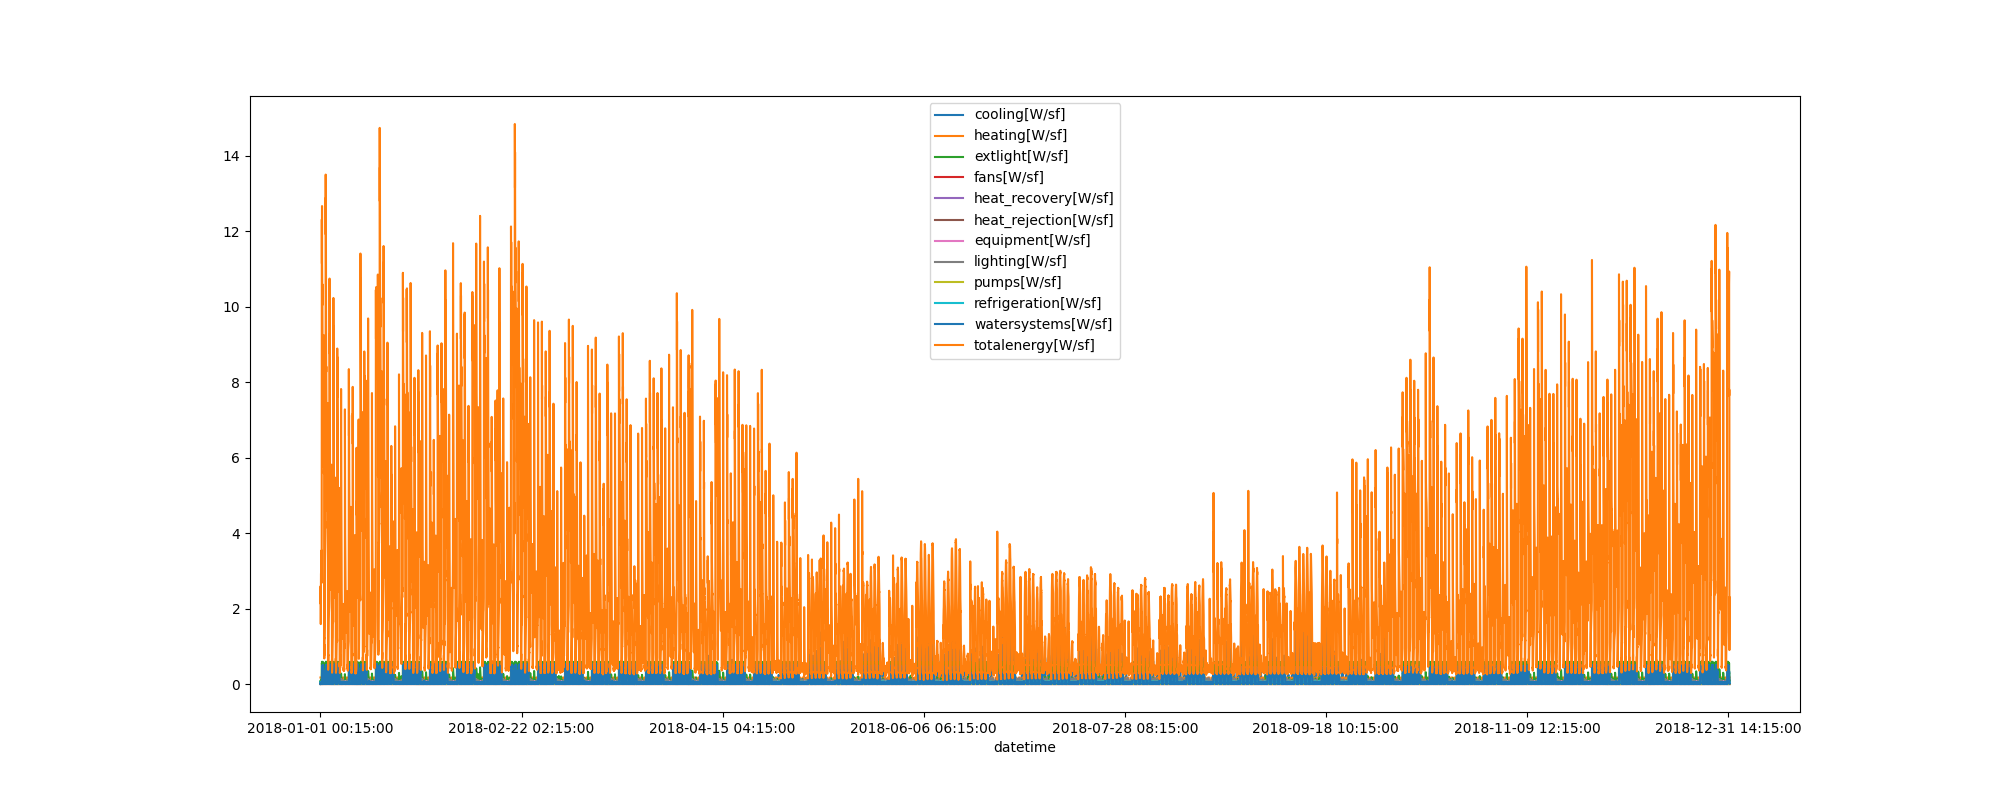 cooling[W/sf]
heating[W/sf]
extlight[W/sf]
fans[W/sf]
heat_recovery[W/sf]
heat_rejection[W/sf]
equipment[W/sf]
lighting[W/sf]
pumps[W/sf]
refrigeration[W/sf]
watersystems[W/sf]
totalenergy[W/sf]
14
12
10
8
6
4
2
0
2018-01-01 00:15:00 2018-02-22 02:15:00 2018-04-15 04:15:00 2018-06-06 06:15:00 2018-07-28 08:15:00 2018-09-18 10:15:00 2018-11-09 12:15:00 2018-12-31 14:15:00
datetime